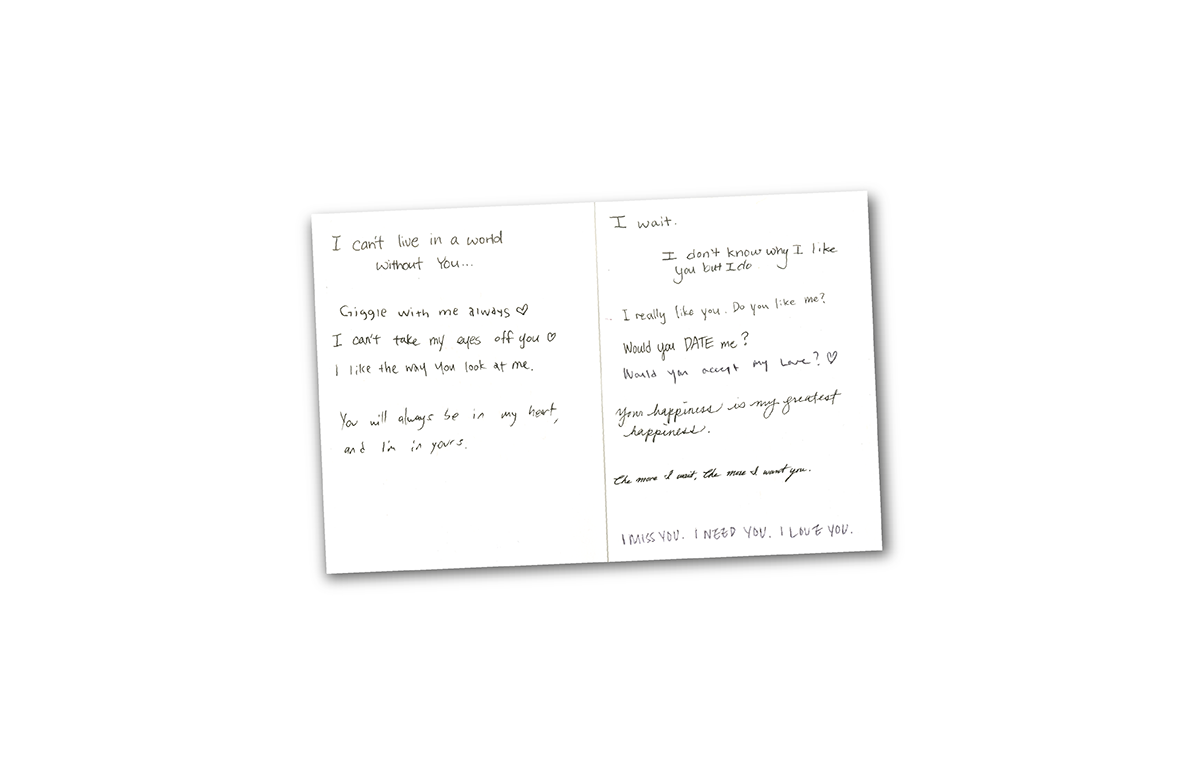 I can't live in a world
without You...
Giggle with me always ♡
I can't take my eyes off you ♡
I like the way you look at me.
You will always be in my heart,
and I'm in yours.
I wait.
I don't know why I like
you but I do
I really like you. Do you like me?
Would you DATE me?
Would you accept my Love? ♡
Your happiness is my greatest
happiness.
The more I wait, the more I want you.
I MISS YOU. I NEED YOU. I LOVE YOU.